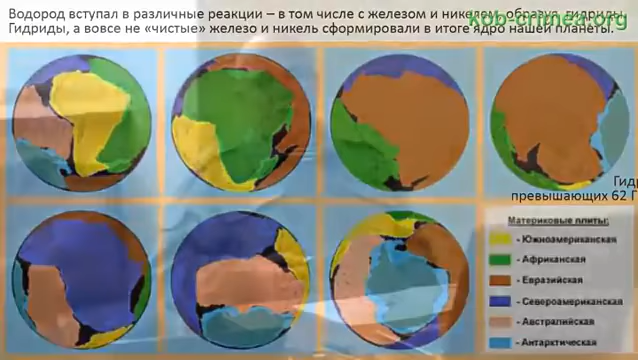 kob-crimea.org
Водород вступал в различные реакции – в том числе с железом и никелем, образуя гидриды.
Гидриды, а вовсе не «чистые» железо и никель сформировали в итоге ядро нашей планеты.
Гид
превышающих 62 Г
Материковые плиты:
- Южноамериканская
- Африканская
- Евразийская
- Североамериканская
- Австралийская
- Антарктическая